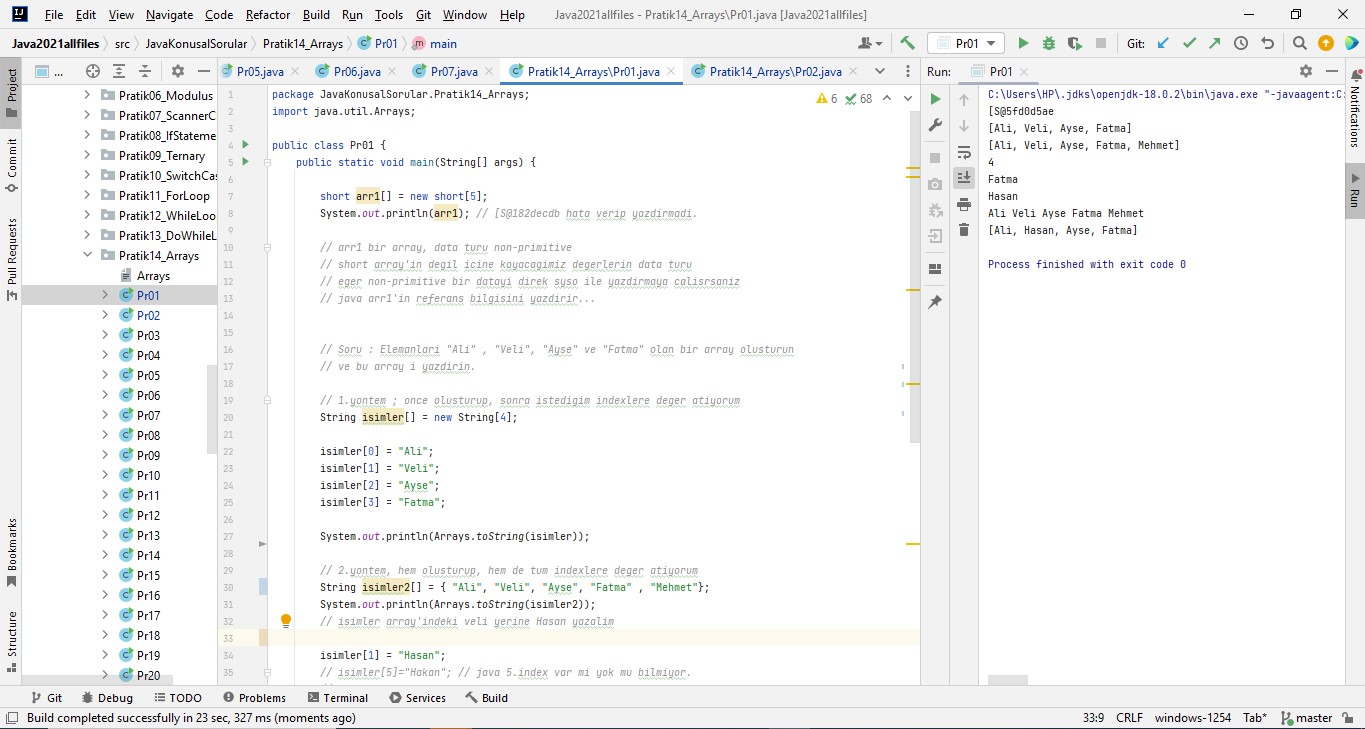 File Edit View Navigate Code Refactor Build Run Tools Git Window Help Java2021allfiles - Pratik14_Arrays\Pr01.java [Java2021allfiles]
Java2021allfiles src JavaKonusalSorular Pratik14_Arrays Pr01 main Pr01 Git:
... Pr05.java Pr06.java Pr07.java Pratik14_Arrays\Pr01.java Pratik14_Arrays\Pr02.java Run: Pr01
Project
Commit
Pull Requests
Bookmarks
Structure
Pratik06_Modulus
Pratik07_ScannerC
Pratik08_IfStateme
Pratik09_Ternary
Pratik10_SwitchCas
Pratik11_ForLoop
Pratik12_WhileLoo
Pratik13_DoWhileL
Pratik14_Arrays
Arrays
Pr01
Pr02
Pr03
Pr04
Pr05
Pr06
Pr07
Pr08
Pr09
Pr10
Pr11
Pr12
Pr13
Pr14
Pr15
Pr16
Pr17
Pr18
Pr19
Pr20
6 68
1 package JavaKonusalSorular.Pratik14_Arrays;
2 import java.util.Arrays;
3
4 public class Pr01 {
5 public static void main(String[] args) {
6
7 short arr1[] = new short[5];
8 System.out.println(arr1); // [S@182decdb hata verip yazdirmadi.
9
10 // arr1 bir array, data turu non-primitive
11 // short array'in degil icine koyacagimiz degerlerin data turu
12 // eger non-primitive bir datayi direk syso ile yazdirmaya calisrsaniz
13 // java arr1'in referans bilgisini yazdirir...
14
15
16 // Soru : Elemanlari "Ali" , "Veli", "Ayse" ve "Fatma" olan bir array olusturun
17 // ve bu array i yazdirin.
18
19 // 1.yontem ; once olusturup, sonra istedigim indexlere deger atiyorum
20 String isimler[] = new String[4];
21
22 isimler[0] = "Ali";
23 isimler[1] = "Veli";
24 isimler[2] = "Ayse";
25 isimler[3] = "Fatma";
26
27 System.out.println(Arrays.toString(isimler));
28
29 // 2.yontem, hem olusturup, hem de tum indexlere deger atiyorum
30 String isimler2[] = { "Ali", "Veli", "Ayse", "Fatma" , "Mehmet"};
31 System.out.println(Arrays.toString(isimler2));
32 // isimler array'indeki veli yerine Hasan yazalim
33
34 isimler[1] = "Hasan";
35 // isimler[5]="Hakan"; // java 5.index var mi yok mu bilmiyor.
C:\Users\HP\.jdks\openjdk-18.0.2\bin\java.exe "-javaagent:C:
[S@5fd0d5ae
[Ali, Veli, Ayse, Fatma]
[Ali, Veli, Ayse, Fatma, Mehmet]
4
Fatma
Hasan
Ali Veli Ayse Fatma Mehmet
[Ali, Hasan, Ayse, Fatma]
Process finished with exit code 0
Notifications
Run
Git Debug TODO Problems Terminal Services Build
Build completed successfully in 23 sec, 327 ms (moments ago) 33:9 CRLF windows-1254 Tab* master